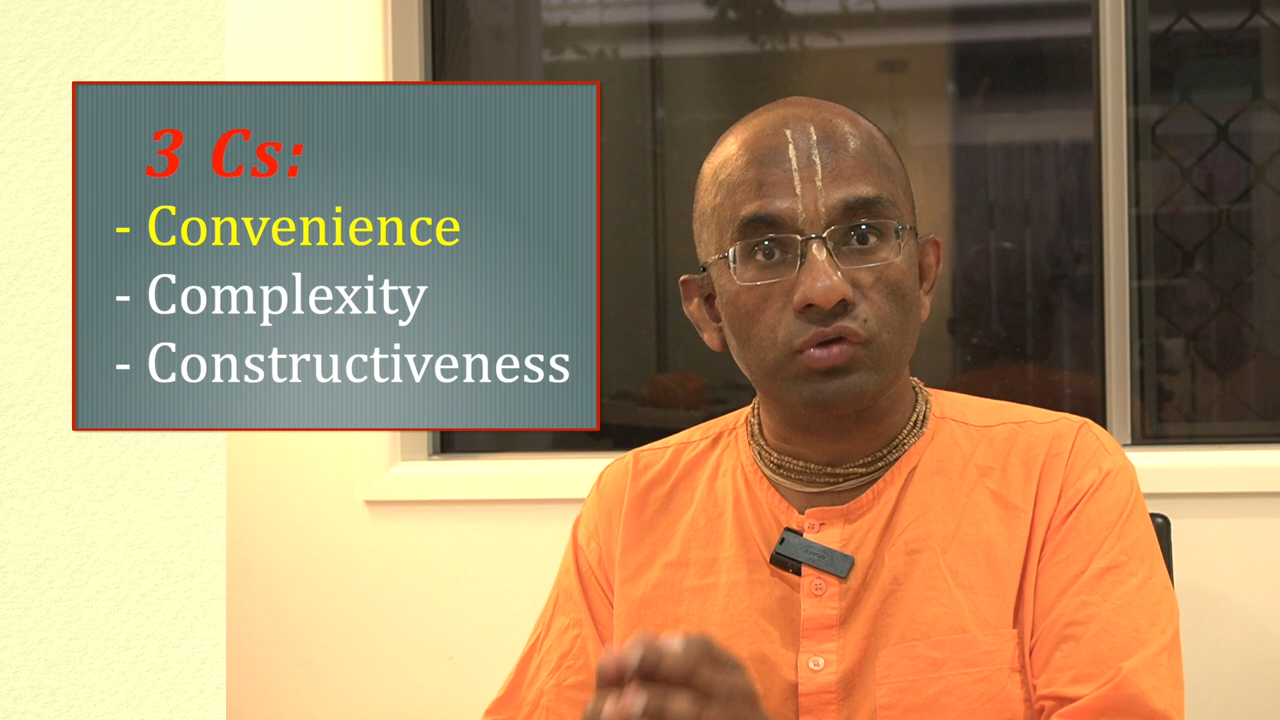 3 Cs:
- Convenience
- Complexity
- Constructiveness